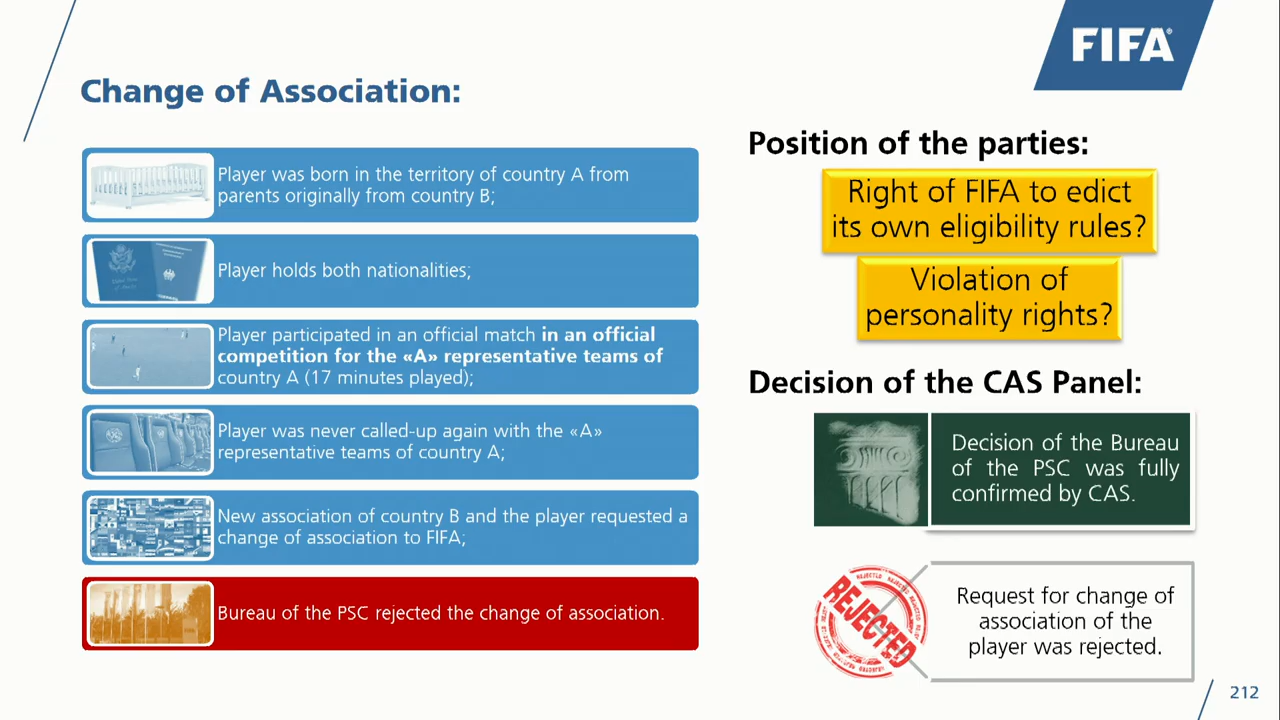 FIFA
Change of Association:
Player was born in the territory of country A from
parents originally from country B;
Player holds both nationalities;
Player participated in an official match in an official
competition for the «A» representative teams of
country A (17 minutes played);
Player was never called-up again with the «A»
representative teams of country A;
New association of country B and the player requested a
change of association to FIFA;
Bureau of the PSC rejected the change of association.
Position of the parties:
Right of FIFA to edict
its own eligibility rules?
Violation of
personality rights?
Decision of the CAS Panel:
Decision of the Bureau
of the PSC was fully
confirmed by CAS.
REJECTED
Request for change of
association of the
player was rejected.
212